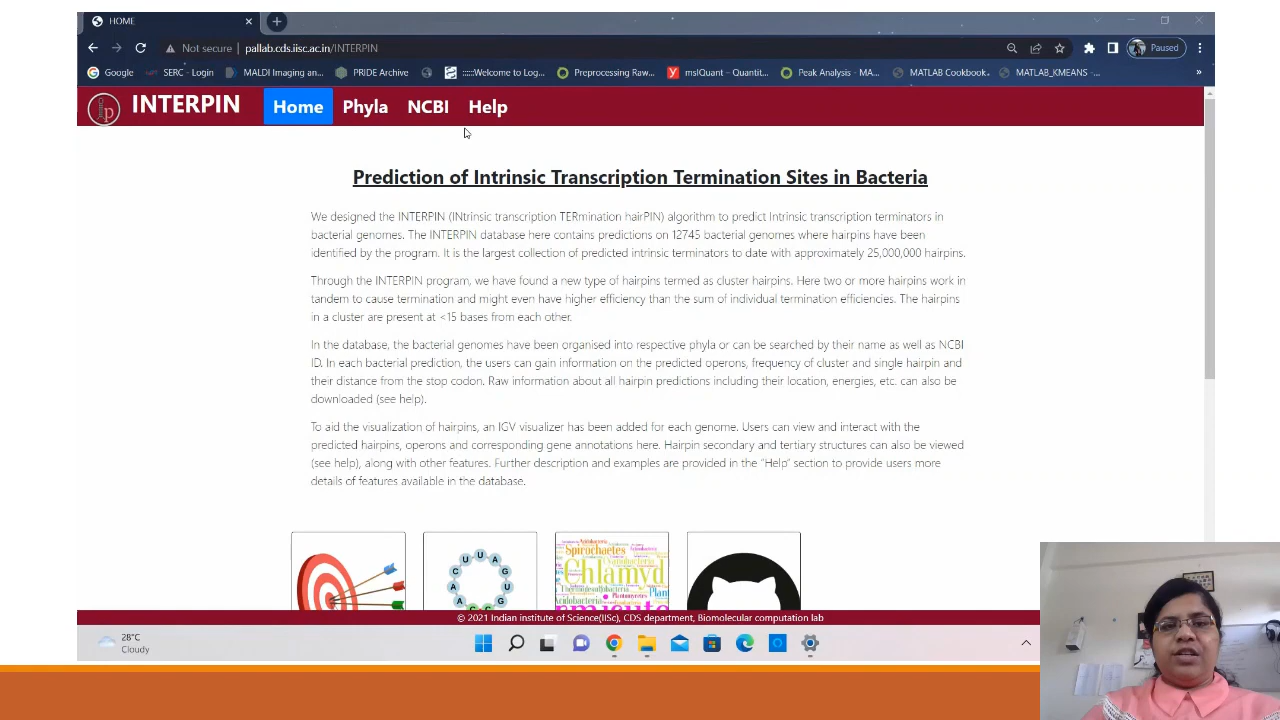 HOME
Not secure | pallab.cds.iisc.ac.in/INTERPIN
Paused
Google
SERC - Login
MALDI Imaging an...
PRIDE Archive
:::::Welcome to Log...
Preprocessing Raw...
msIQuant – Quantit...
Peak Analysis - MA...
MATLAB Cookbook...
MATLAB_KMEANS -...
»
INTERPIN
Home
Phyla
NCBI
Help
Prediction of Intrinsic Transcription Termination Sites in Bacteria
We designed the INTERPIN (INtrinsic transcription TERmination hairPIN) algorithm to predict Intrinsic transcription terminators in
bacterial genomes. The INTERPIN database here contains predictions on 12745 bacterial genomes where hairpins have been
identified by the program. It is the largest collection of predicted intrinsic terminators to date with approximately 25,000,000 hairpins.
Through the INTERPIN program, we have found a new type of hairpins termed as cluster hairpins. Here two or more hairpins work in
tandem to cause termination and might even have higher efficiency than the sum of individual termination efficiencies. The hairpins
in a cluster are present at <15 bases from each other.
In the database, the bacterial genomes have been organised into respective phyla or can be searched by their name as well as NCBI
ID. In each bacterial prediction, the users can gain information on the predicted operons, frequency of cluster and single hairpin and
their distance from the stop codon. Raw information about all hairpin predictions including their location, energies, etc. can also be
downloaded (see help).
To aid the visualization of hairpins, an IGV visualizer has been added for each genome. Users can view and interact with the
predicted hairpins, operons and corresponding gene annotations here. Hairpin secondary and tertiary structures can also be viewed
(see help), along with other features. Further description and examples are provided in the "Help" section to provide users more
details of features available in the database.
C U U A G U G G C A A
Spirochaetes
Chlamyd
© 2021 Indian institute of Science(IISc), CDS department, Biomolecular computation lab
28°C
Cloudy